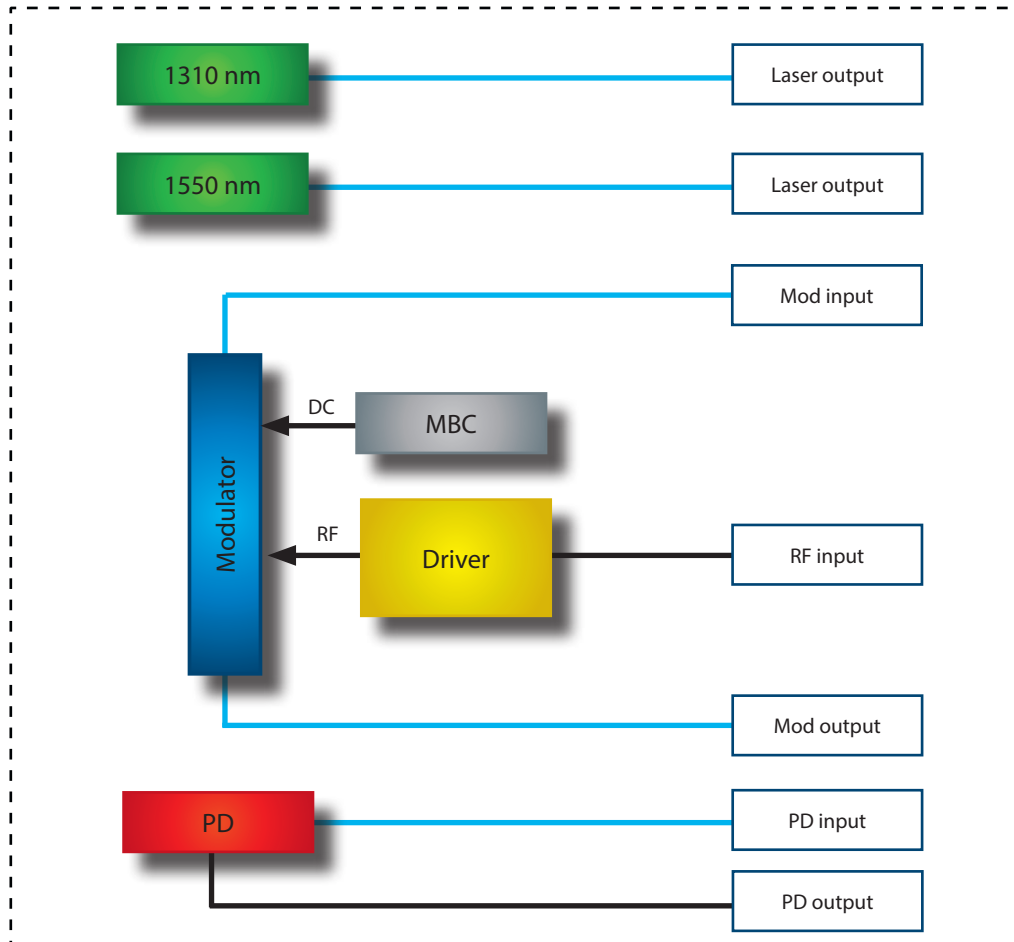 1310 nm
Laser output
1550 nm
Laser output
Mod input
DC
MBC
Modulator
RF
Driver
RF input
Mod output
PD
PD input
PD output